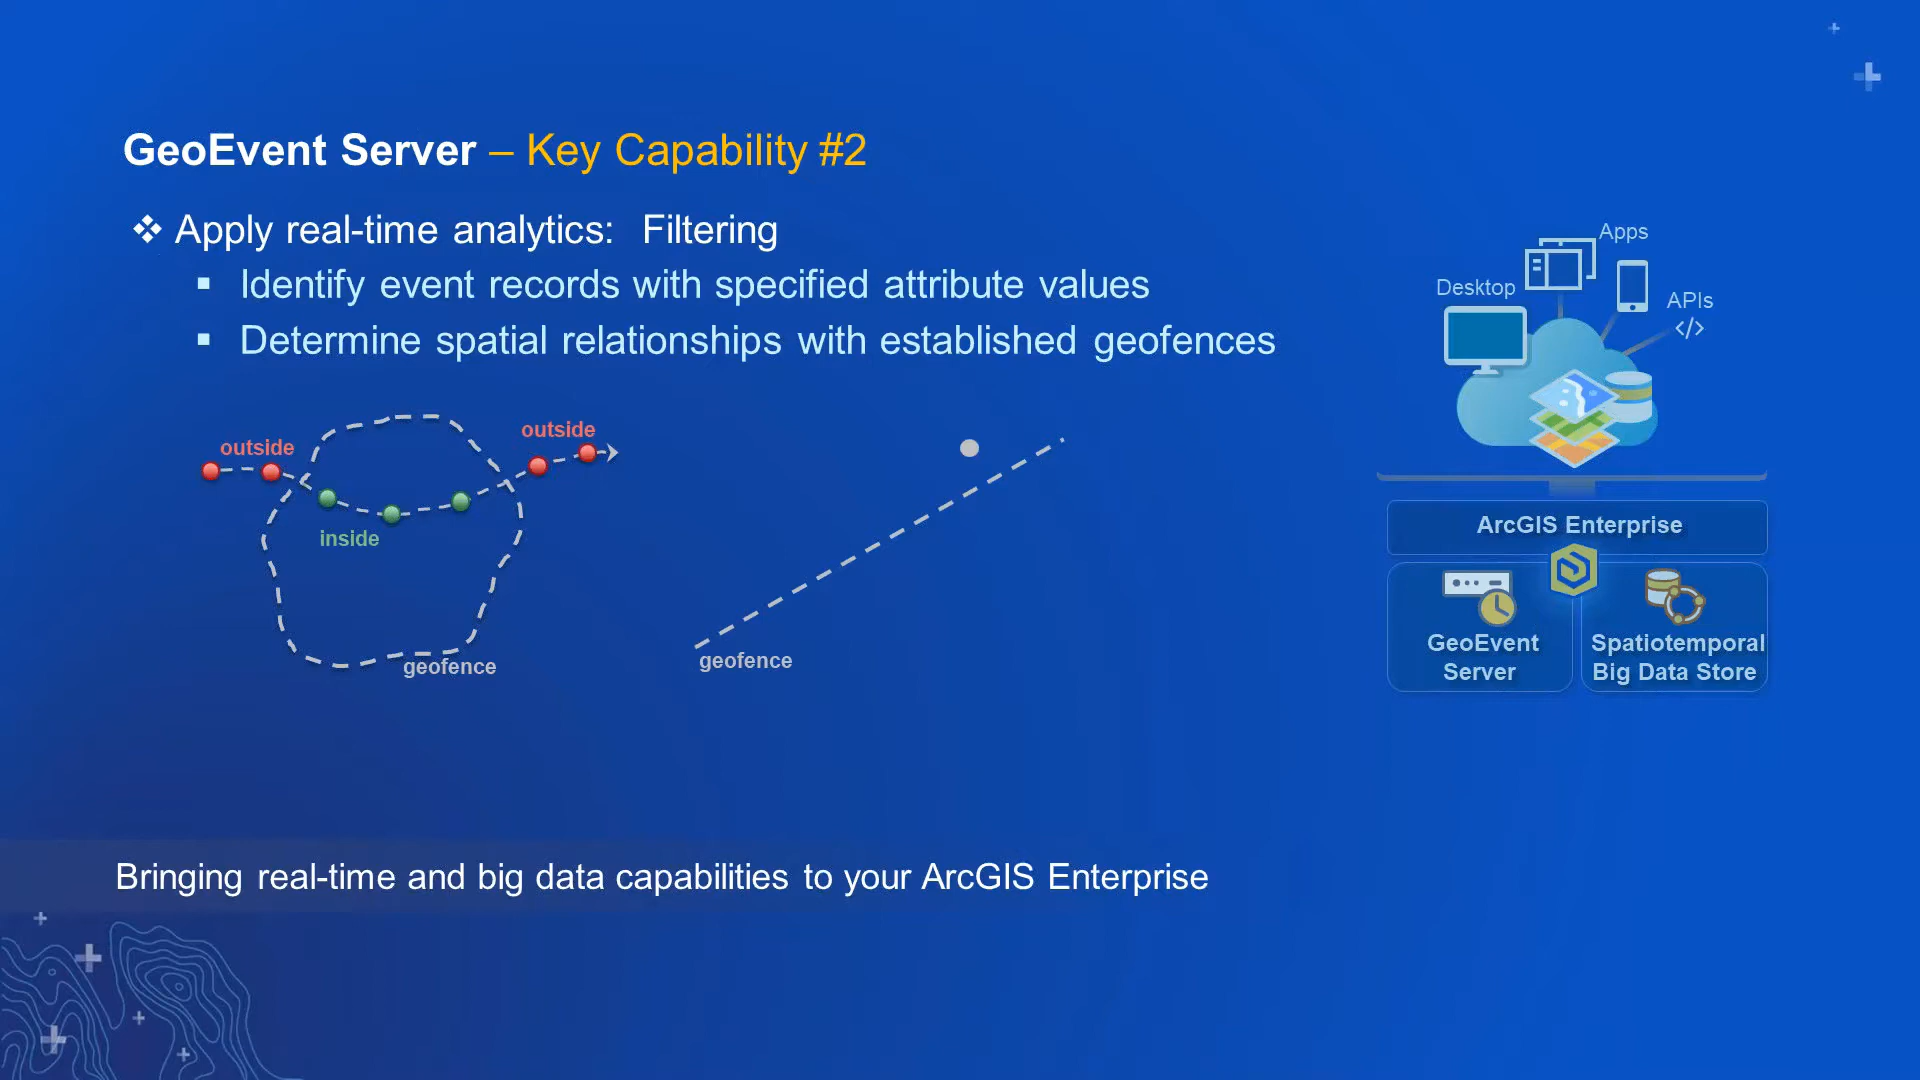 GeoEvent Server – Key Capability #2
❖ Apply real-time analytics: Filtering
▪ Identify event records with specified attribute values
▪ Determine spatial relationships with established geofences
outside
outside
inside
geofence
geofence
Apps
Desktop
APIs
</>
ArcGIS Enterprise
GeoEvent
Server
Spatiotemporal
Big Data Store
Bringing real-time and big data capabilities to your ArcGIS Enterprise